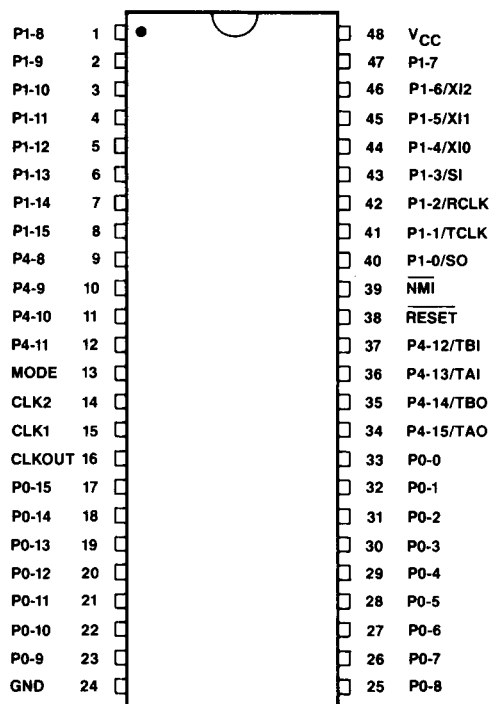 P1-8 1 48 VCC
P1-9 2 47 P1-7
P1-10 3 46 P1-6/XI2
P1-11 4 45 P1-5/XI1
P1-12 5 44 P1-4/XI0
P1-13 6 43 P1-3/SI
P1-14 7 42 P1-2/RCLK
P1-15 8 41 P1-1/TCLK
P4-8 9 40 P1-0/SO
P4-9 10 39 NMI
P4-10 11 38 RESET
P4-11 12 37 P4-12/TBI
MODE 13 36 P4-13/TAI
CLK2 14 35 P4-14/TBO
CLK1 15 34 P4-15/TAO
CLKOUT 16 33 P0-0
P0-15 17 32 P0-1
P0-14 18 31 P0-2
P0-13 19 30 P0-3
P0-12 20 29 P0-4
P0-11 21 28 P0-5
P0-10 22 27 P0-6
P0-9 23 26 P0-7
GND 24 25 P0-8